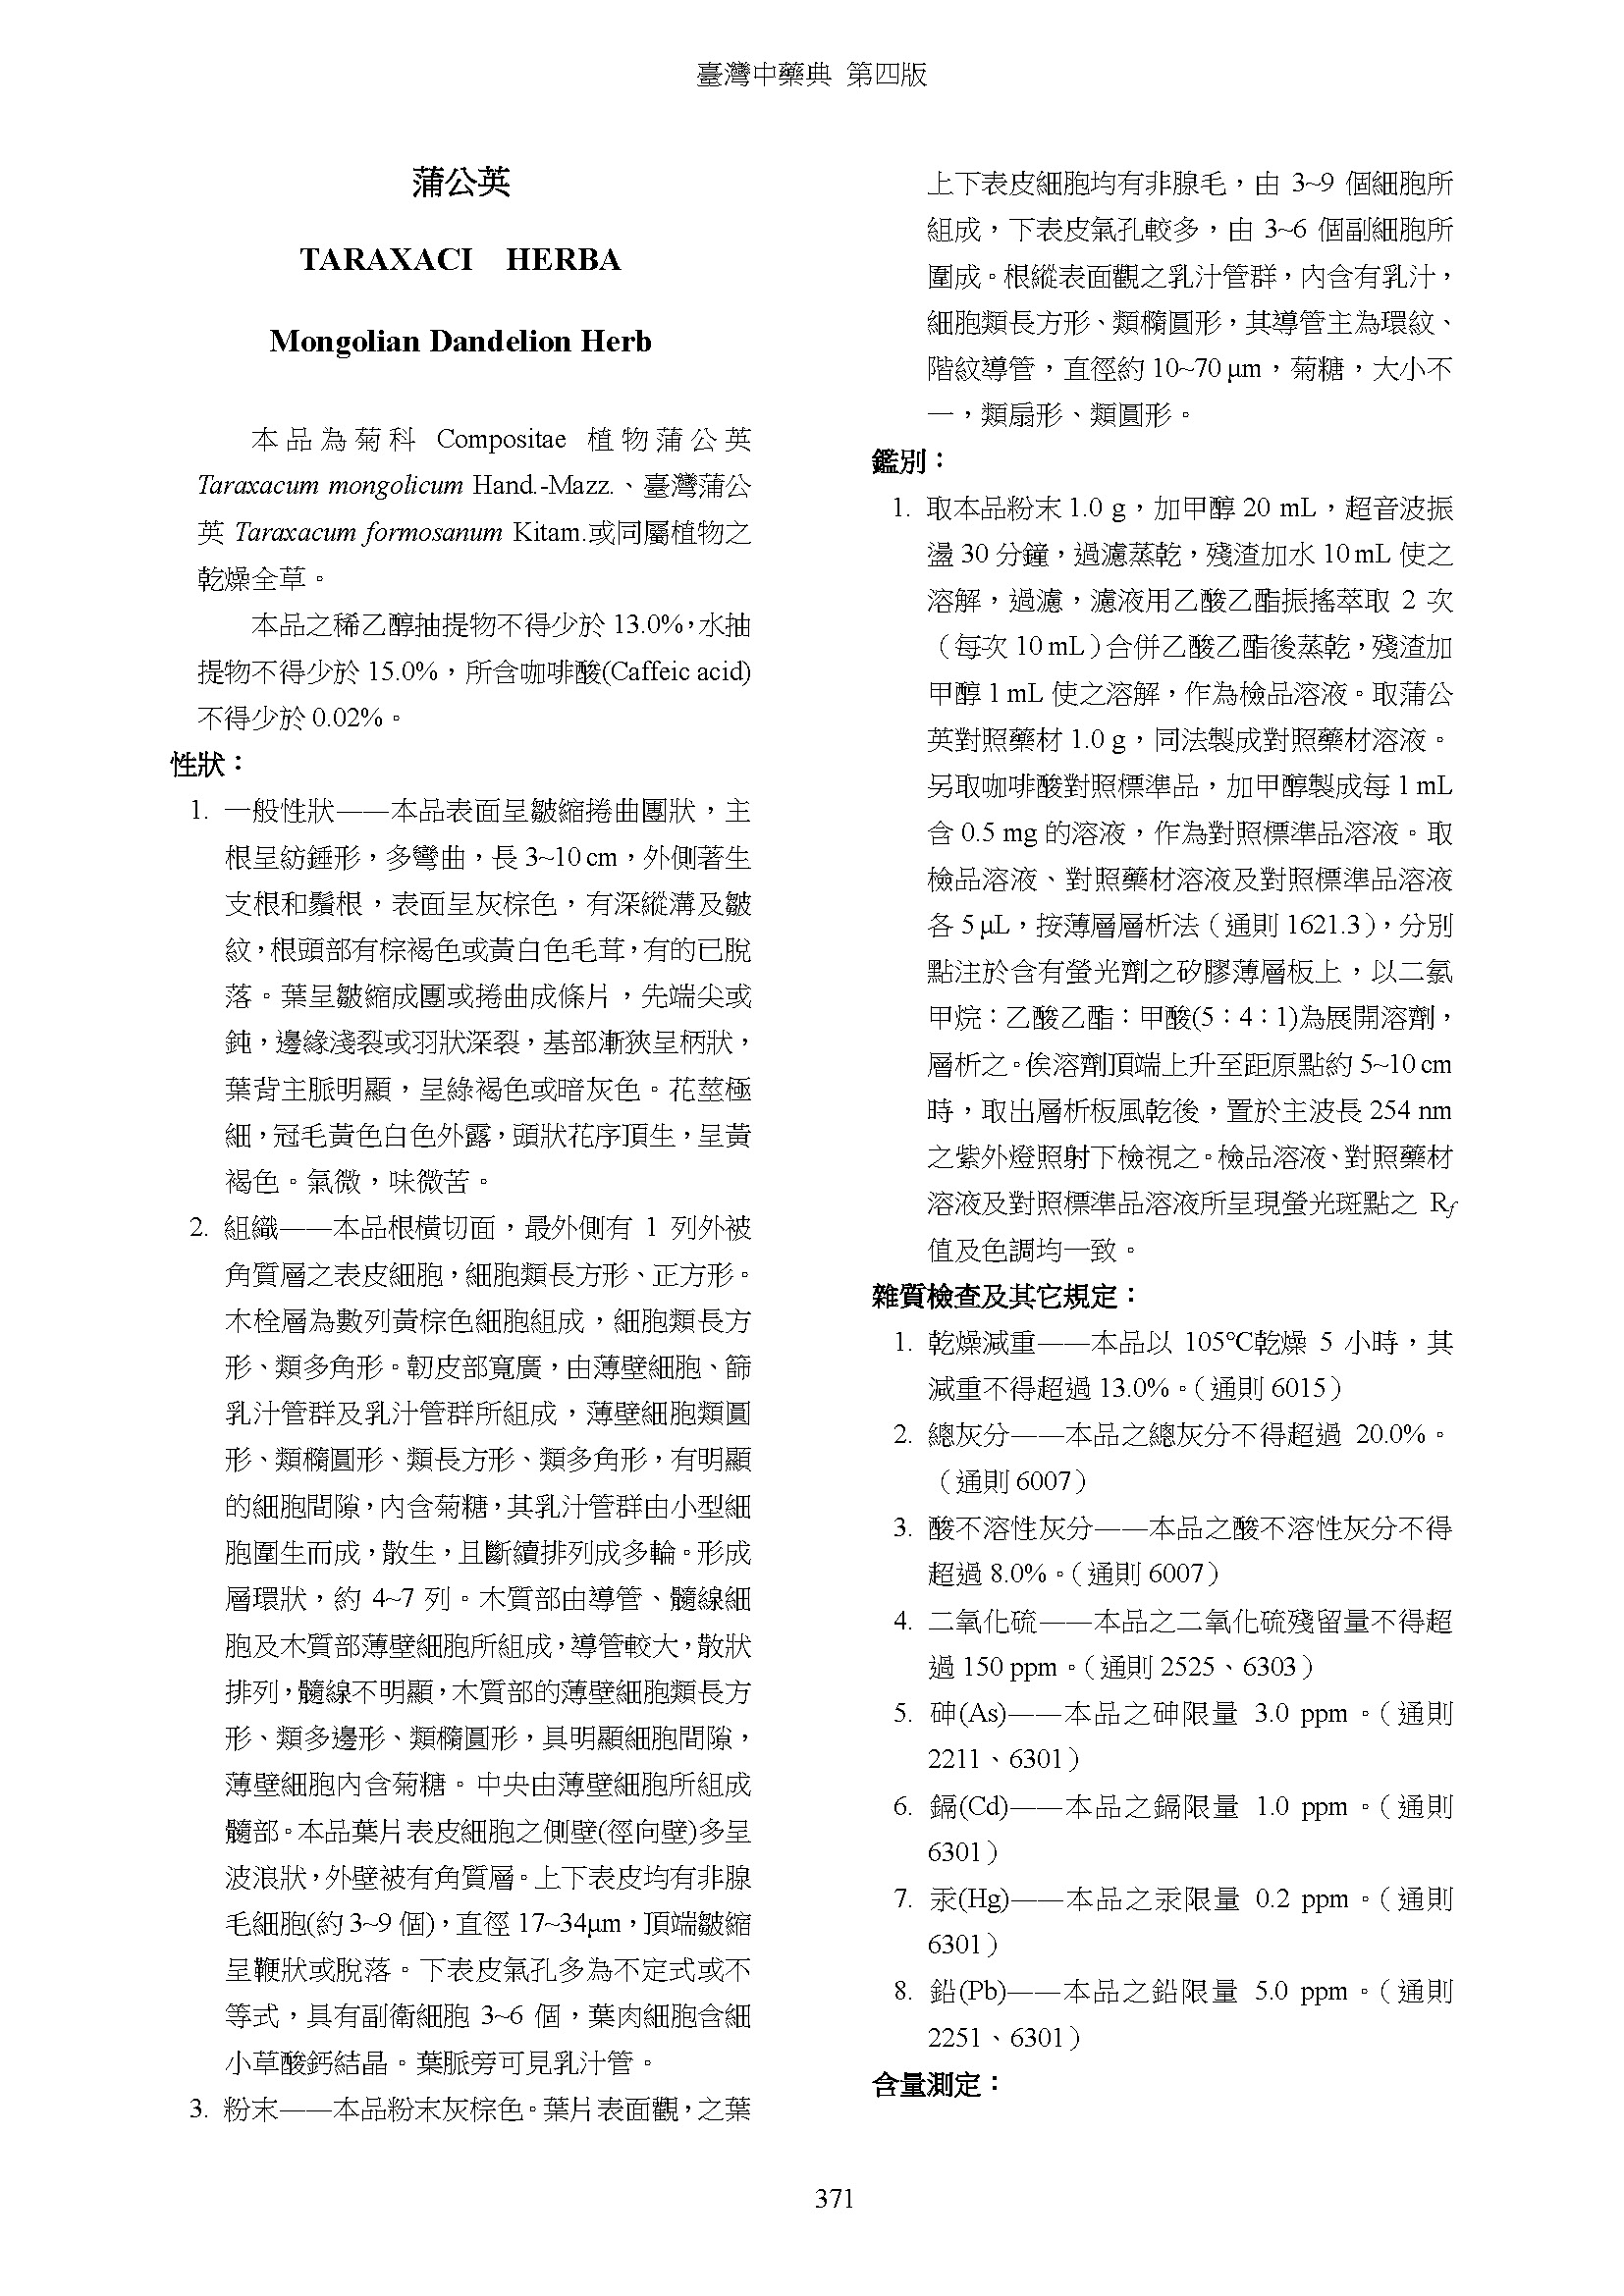 臺灣中藥典 第四版
蒲公英
TARAXACI HERBA
Mongolian Dandelion Herb
本品為菊科 Compositae 植物蒲公英
Taraxacum mongolicum Hand.-Mazz.、臺灣蒲公
英 Taraxacum formosanum Kitam.或同屬植物之
乾燥全草。
本品之稀乙醇抽提物不得少於 13.0%，水抽
提物不得少於 15.0%，所含咖啡酸(Caffeic acid)
不得少於 0.02%。
性狀：
1. 一般性狀——本品表面呈皺縮捲曲團狀，主
根呈紡錘形，多彎曲，長 3~10 cm，外側著生
支根和鬚根，表面呈灰棕色，有深縱溝及皺
紋，根頭部有棕褐色或黃白色毛茸，有的已脫
落。葉呈皺縮成團或捲曲成條片，先端尖或
鈍，邊緣淺裂或羽狀深裂，基部漸狹呈柄狀，
葉背主脈明顯，呈綠褐色或暗灰色。花莖極
細，冠毛黃色白色外露，頭狀花序頂生，呈黃
褐色。氣微，味微苦。
2. 組織——本品根橫切面，最外側有 1 列外被
角質層之表皮細胞，細胞類長方形、正方形。
木栓層為數列黃棕色細胞組成，細胞類長方
形、類多角形。韌皮部寬廣，由薄壁細胞、篩
乳汁管群及乳汁管群所組成，薄壁細胞類圓
形、類橢圓形、類長方形、類多角形，有明顯
的細胞間隙，內含菊糖，其乳汁管群由小型細
胞圍生而成，散生，且斷續排列成多輪。形成
層環狀，約 4~7 列。木質部由導管、髓線細
胞及木質部薄壁細胞所組成，導管較大，散狀
排列，髓線不明顯，木質部的薄壁細胞類長方
形、類多邊形、類橢圓形，具明顯細胞間隙，
薄壁細胞內含菊糖。中央由薄壁細胞所組成
髓部。本品葉片表皮細胞之側壁(徑向壁)多呈
波浪狀，外壁被有角質層。上下表皮均有非腺
毛細胞(約 3~9 個)，直徑 17~34μm，頂端皺縮
呈鞭狀或脫落。下表皮氣孔多為不定式或不
等式，具有副衛細胞 3~6 個，葉肉細胞含細
小草酸鈣結晶。葉脈旁可見乳汁管。
3. 粉末——本品粉末灰棕色。葉片表面觀，之葉
上下表皮細胞均有非腺毛，由 3~9 個細胞所
組成，下表皮氣孔較多，由 3~6 個副細胞所
圍成。根縱表面觀之乳汁管群，內含有乳汁，
細胞類長方形、類橢圓形，其導管主為環紋、
階紋導管，直徑約 10~70 μm，菊糖，大小不
一，類扇形、類圓形。
鑑別：
1. 取本品粉末 1.0 g，加甲醇 20 mL，超音波振
盪 30 分鐘，過濾蒸乾，殘渣加水 10 mL 使之
溶解，過濾，濾液用乙酸乙酯振搖萃取 2 次
（每次 10 mL）合併乙酸乙酯後蒸乾，殘渣加
甲醇 1 mL 使之溶解，作為檢品溶液。取蒲公
英對照藥材 1.0 g，同法製成對照藥材溶液。
另取咖啡酸對照標準品，加甲醇製成每 1 mL
含 0.5 mg 的溶液，作為對照標準品溶液。取
檢品溶液、對照藥材溶液及對照標準品溶液
各 5 μL，按薄層層析法（通則 1621.3），分別
點注於含有螢光劑之矽膠薄層板上，以二氯
甲烷：乙酸乙酯：甲酸(5：4：1)為展開溶劑，
層析之。俟溶劑頂端上升至距原點約 5~10 cm
時，取出層析板風乾後，置於主波長 254 nm
之紫外燈照射下檢視之。檢品溶液、對照藥材
溶液及對照標準品溶液所呈現螢光斑點之 Rf
值及色調均一致。
雜質檢查及其它規定：
1. 乾燥減重——本品以 105℃乾燥 5 小時，其
減重不得超過 13.0%。（通則 6015）
2. 總灰分——本品之總灰分不得超過 20.0%。
（通則 6007）
3. 酸不溶性灰分——本品之酸不溶性灰分不得
超過 8.0%。（通則 6007）
4. 二氧化硫——本品之二氧化硫殘留量不得超
過 150 ppm。（通則 2525、6303）
5. 砷(As)——本品之砷限量 3.0 ppm。（通則
2211、6301）
6. 鎘(Cd)——本品之鎘限量 1.0 ppm。（通則
6301）
7. 汞(Hg)——本品之汞限量 0.2 ppm。（通則
6301）
8. 鉛(Pb)——本品之鉛限量 5.0 ppm。（通則
2251、6301）
含量測定：
371